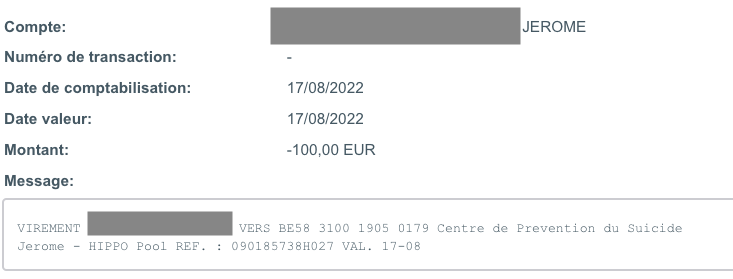 Compte: JEROME
Numéro de transaction: -
Date de comptabilisation: 17/08/2022
Date valeur: 17/08/2022
Montant: -100,00 EUR
Message:
VIREMENT VERS BE58 3100 1905 0179 Centre de Prevention du Suicide
Jerome - HIPPO Pool REF. : 090185738H027 VAL. 17-08